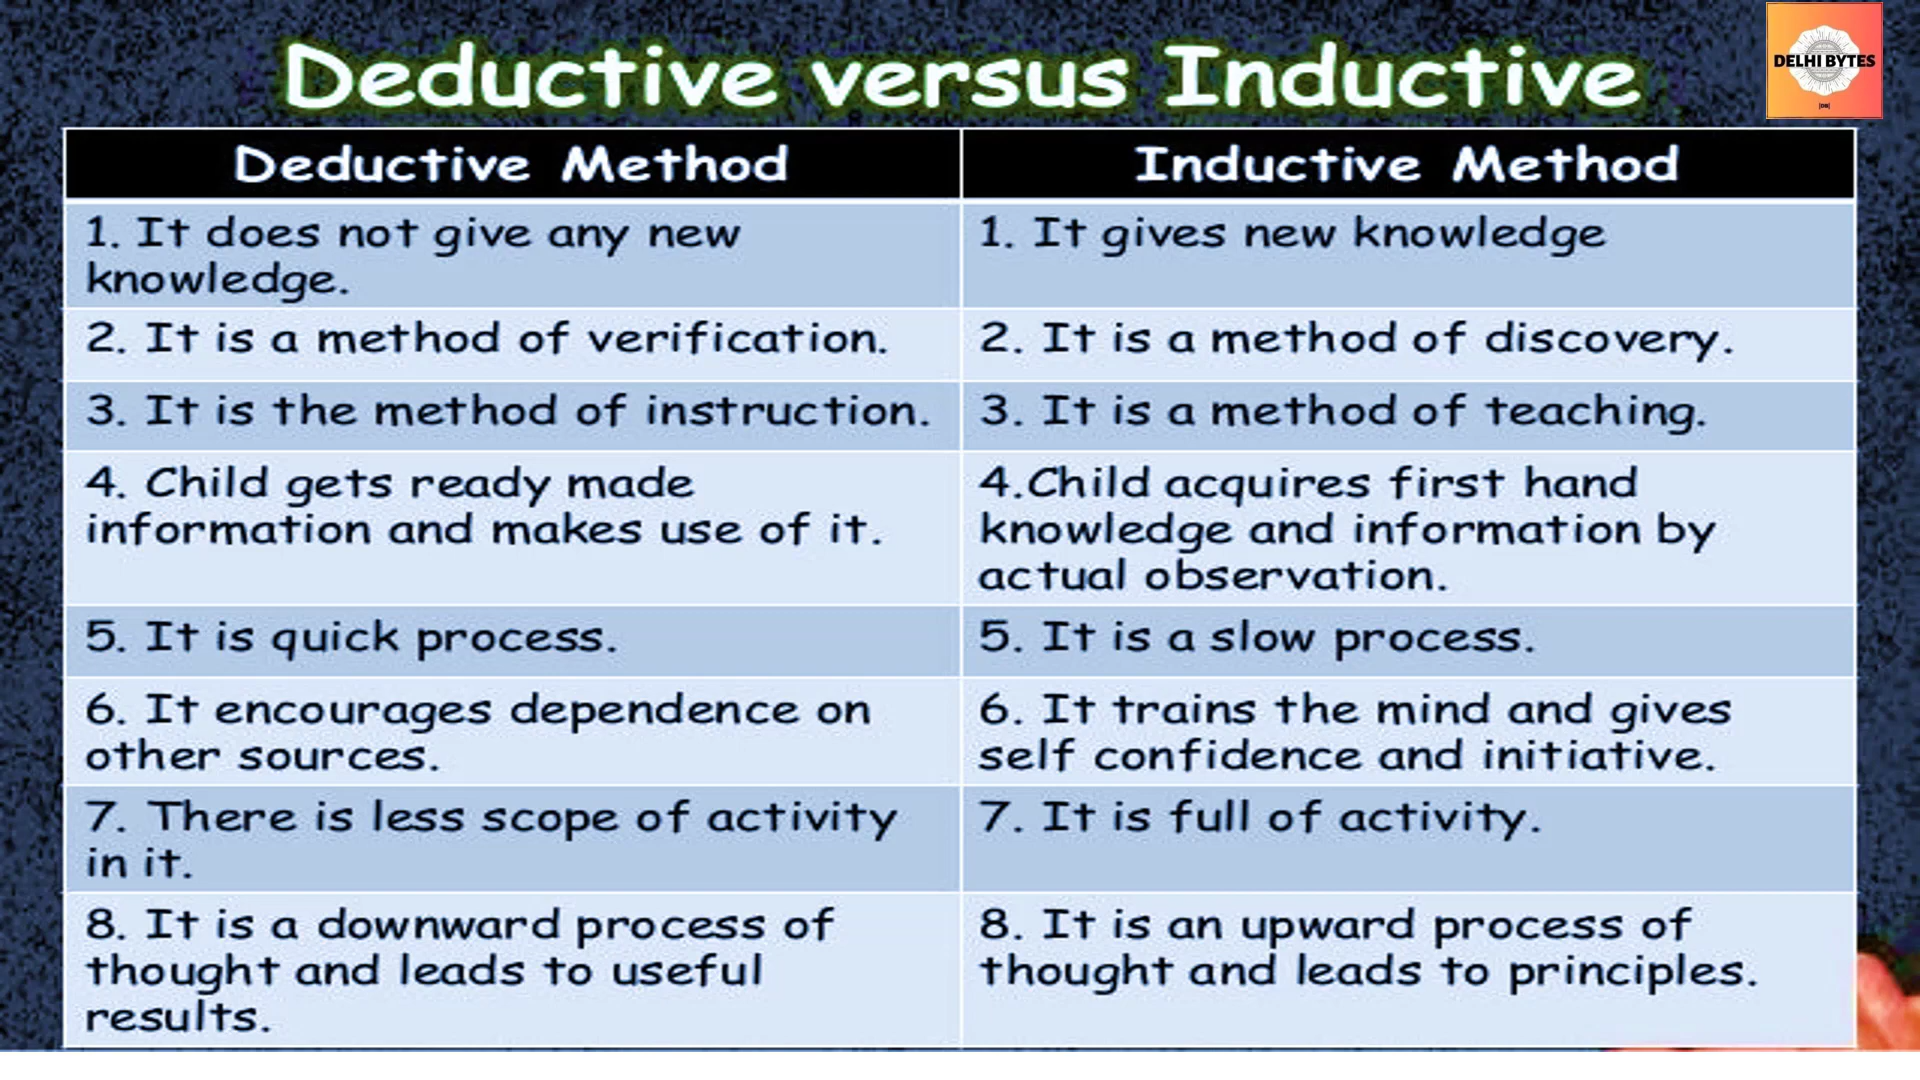 Deductive versus Inductive
DELHI BYTES
|DB|
Deductive Method
Inductive Method
1. It does not give any new
knowledge.
1. It gives new knowledge
2. It is a method of verification.
2. It is a method of discovery.
3. It is the method of instruction.
3. It is a method of teaching.
4. Child gets ready made
information and makes use of it.
4.Child acquires first hand
knowledge and information by
actual observation.
5. It is quick process.
5. It is a slow process.
6. It encourages dependence on
other sources.
6. It trains the mind and gives
self confidence and initiative.
7. There is less scope of activity
in it.
7. It is full of activity.
8. It is a downward process of
thought and leads to useful
results.
8. It is an upward process of
thought and leads to principles.